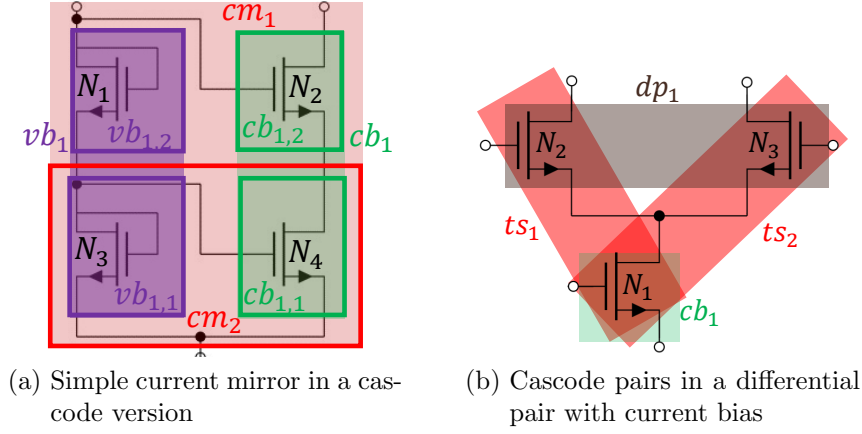 cm₁
N₁
N₂
vb₁
vb₁,₂
cb₁,₂
cb₁
N₃
N₄
vb₁,₁
cb₁,₁
cm₂
(a) Simple current mirror in a cas-
code version
dp₁
N₂
N₃
ts₁
ts₂
N₁
cb₁
(b) Cascode pairs in a differential
pair with current bias